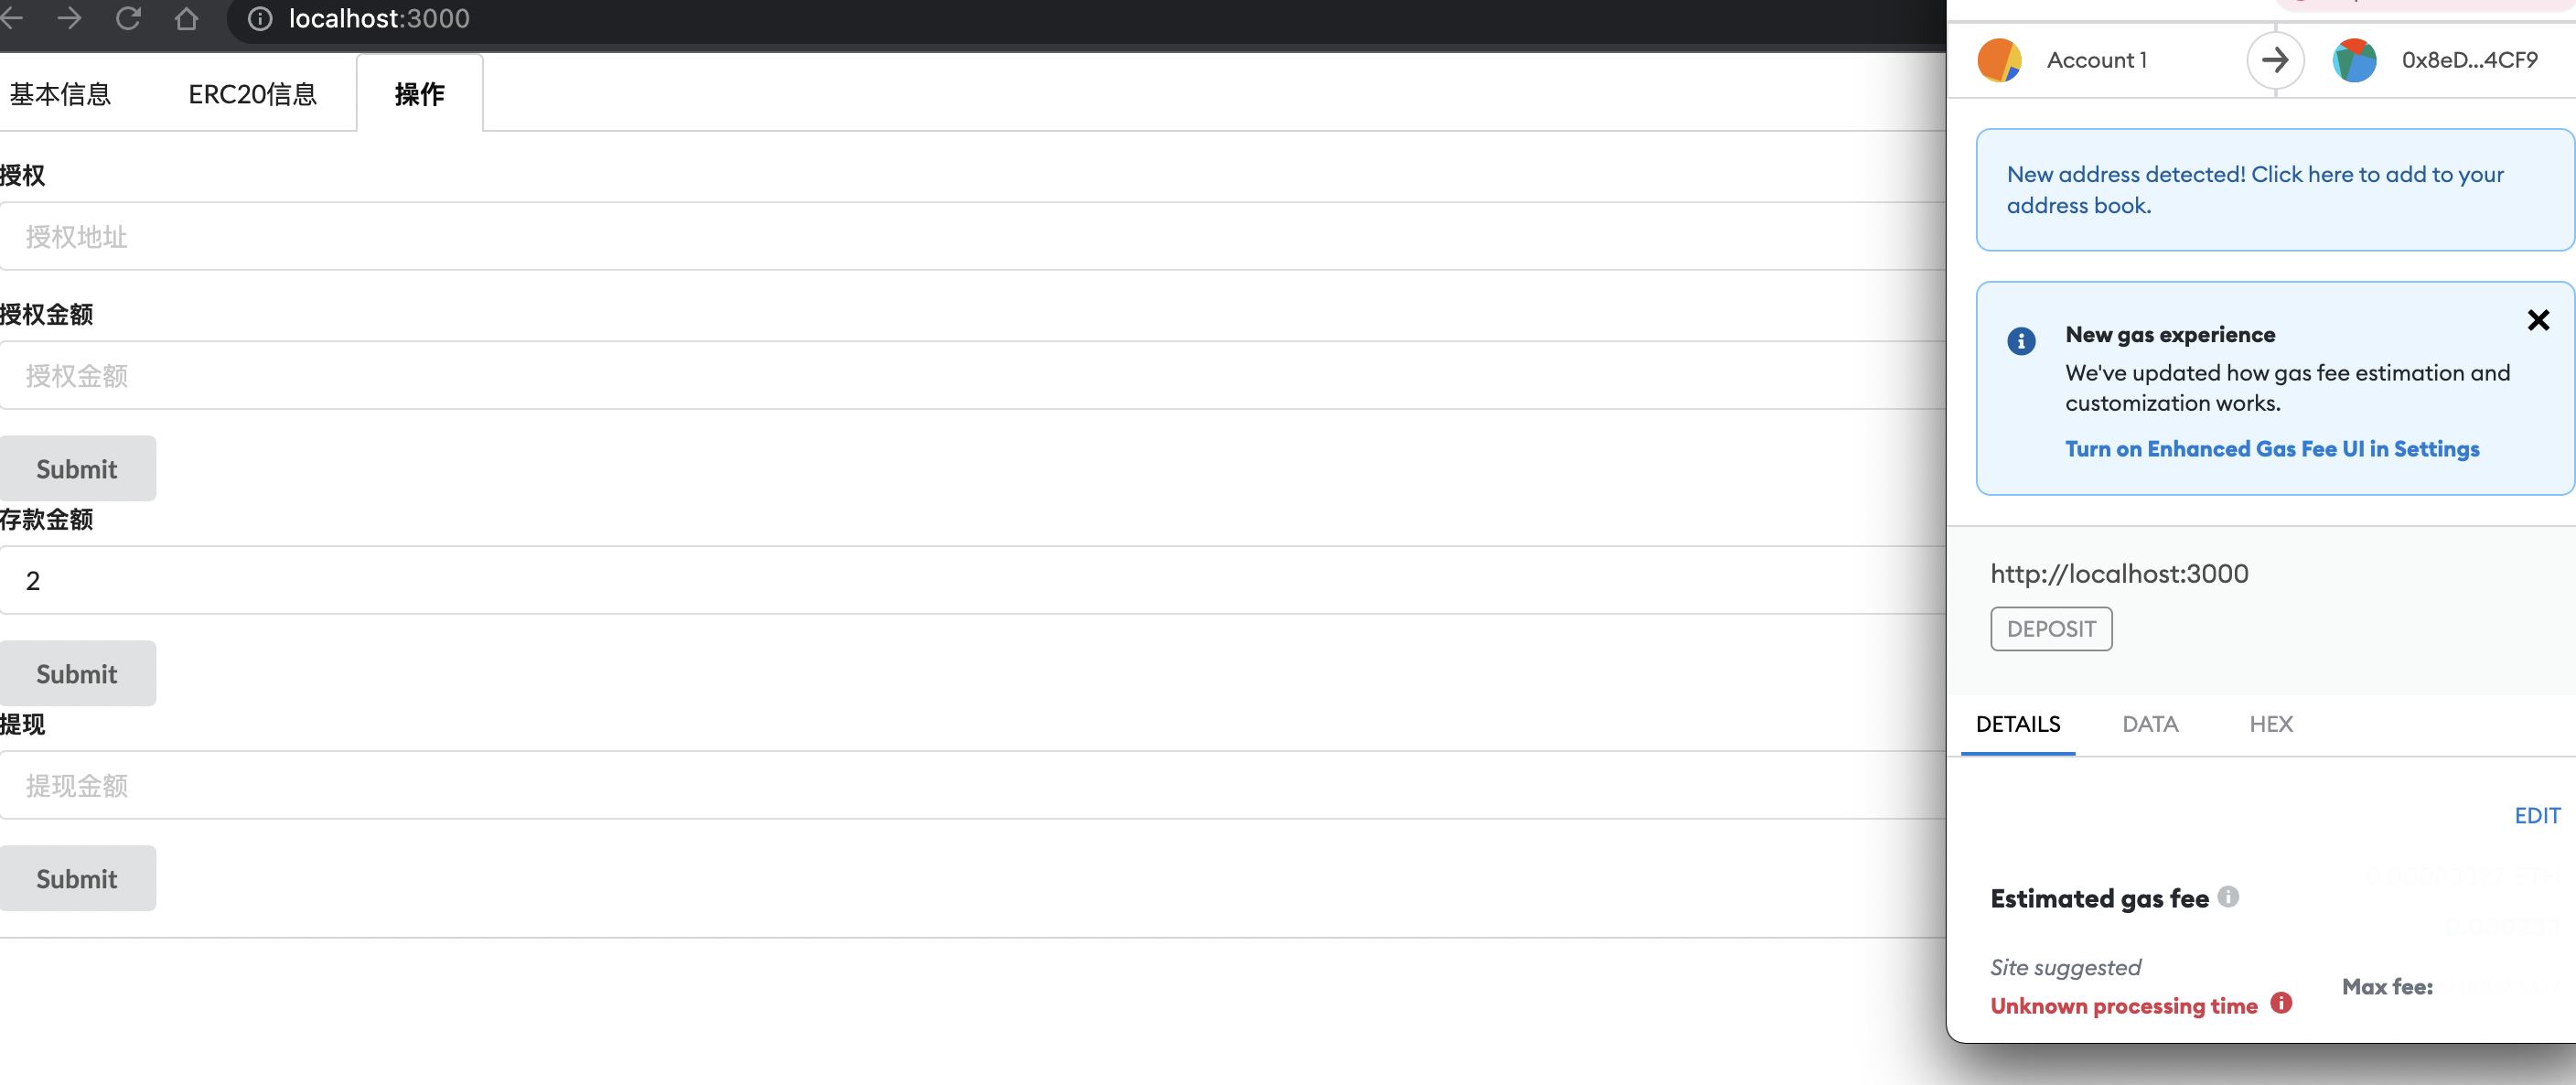 localhost:3000
基本信息
ERC20信息
操作
授权
授权地址
授权金额
授权金额
Submit
存款金额
2
Submit
提现
提现金额
Submit
Account 1
0x8eD...4CF9
New address detected! Click here to add to your
address book.
New gas experience
We've updated how gas fee estimation and
customization works.
Turn on Enhanced Gas Fee UI in Settings
http://localhost:3000
DEPOSIT
DETAILS
DATA
HEX
EDIT
Estimated gas fee
Site suggested
Unknown processing time
Max fee: